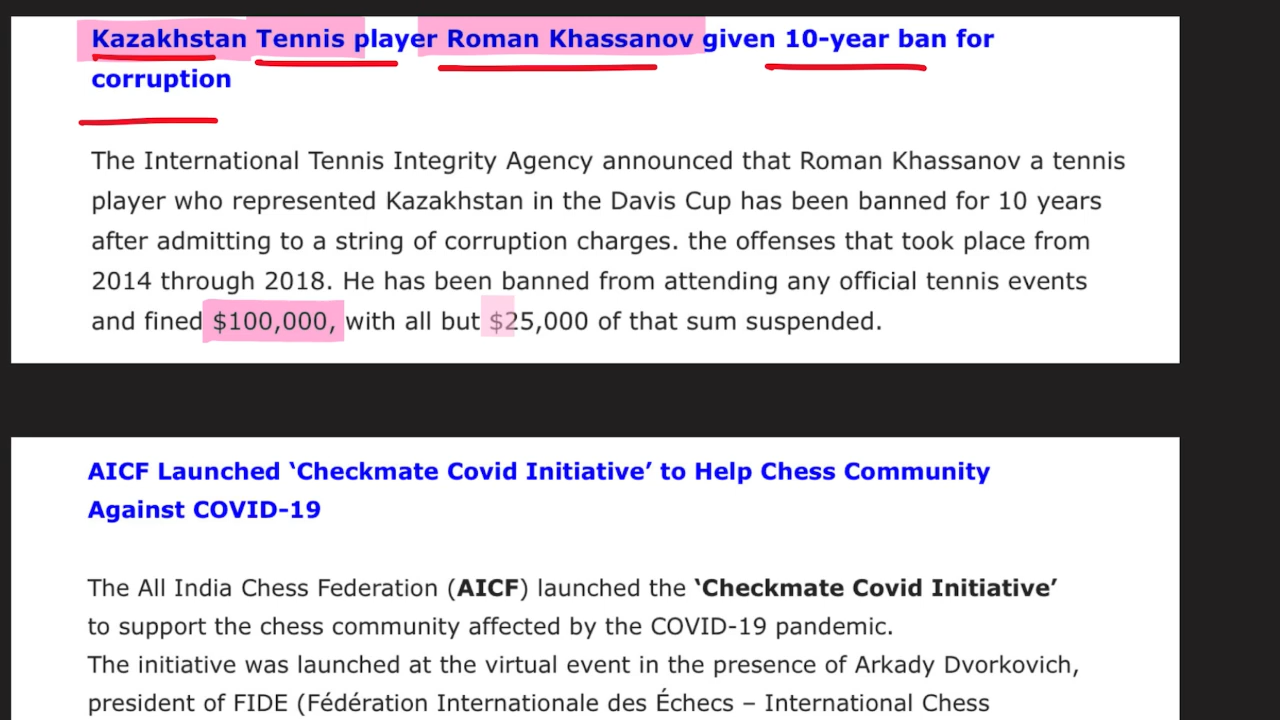 Kazakhstan Tennis player Roman Khassanov given 10-year ban for
corruption
The International Tennis Integrity Agency announced that Roman Khassanov a tennis
player who represented Kazakhstan in the Davis Cup has been banned for 10 years
after admitting to a string of corruption charges. the offenses that took place from
2014 through 2018. He has been banned from attending any official tennis events
and fined $100,000, with all but $25,000 of that sum suspended.
AICF Launched ‘Checkmate Covid Initiative’ to Help Chess Community
Against COVID-19
The All India Chess Federation (AICF) launched the ‘Checkmate Covid Initiative’
to support the chess community affected by the COVID-19 pandemic.
The initiative was launched at the virtual event in the presence of Arkady Dvorkovich,
president of FIDE (Fédération Internationale des Échecs – International Chess